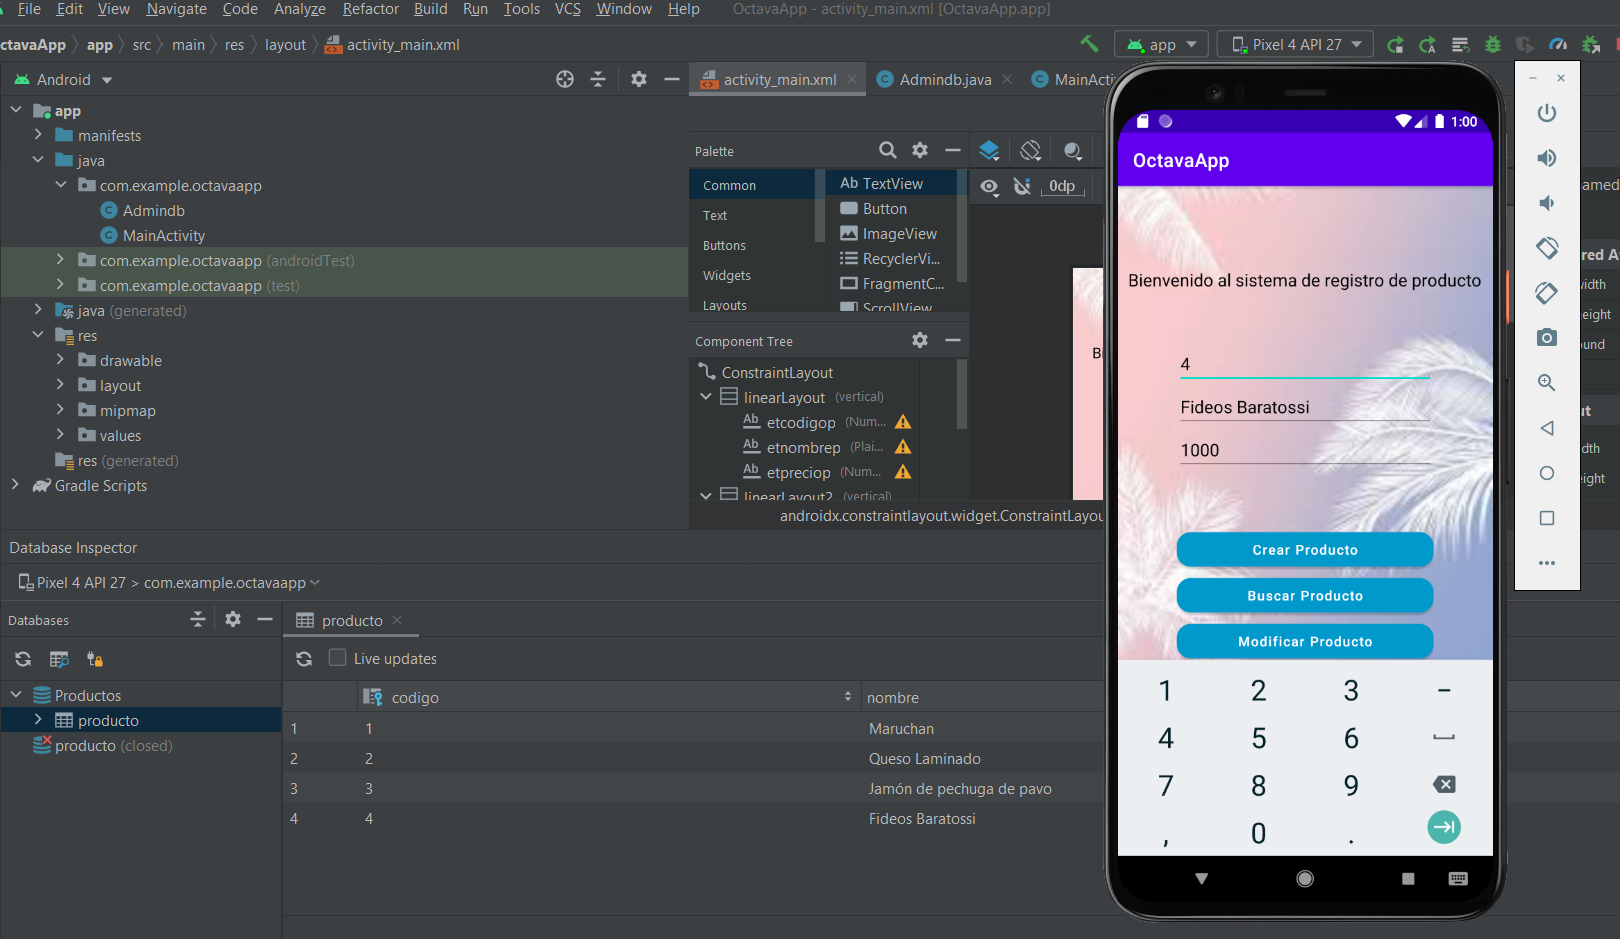 File Edit View Navigate Code Analyze Refactor Build Run Tools VCS Window Help OctavaApp - activity_main.xml [OctavaApp.app]
ctavaApp app src main res layout activity_main.xml
app Pixel 4 API 27
Android
activity_main.xml Admindb.java MainActi
app
manifests
java
com.example.octavaapp
Admindb
MainActivity
com.example.octavaapp (androidTest)
com.example.octavaapp (test)
java (generated)
res
drawable
layout
mipmap
values
res (generated)
Gradle Scripts
Palette
Common
Text
Buttons
Widgets
Layouts
Ab TextView
Button
ImageView
RecyclerVi...
FragmentC...
ScrollView
0dp
Component Tree
ConstraintLayout
linearLayout (vertical)
Ab etcodigop (Num...
Ab etnombrep (Plai...
Ab etpreciop (Num...
linearLayout2 (vertical)
androidx.constraintlayout.widget.ConstraintLayou
Bi
1:00
OctavaApp
Bienvenido al sistema de registro de producto
4
Fideos Baratossi
1000
Crear Producto
Buscar Producto
Modificar Producto
1 2 3 −
4 5 6
7 8 9
, 0 .
named
red A
idth
eight
und
ut
dth
eight
Database Inspector
Pixel 4 API 27 > com.example.octavaapp
Databases
producto
Live updates
Productos
producto
producto (closed)
codigo nombre
1 1 Maruchan
2 2 Queso Laminado
3 3 Jamón de pechuga de pavo
4 4 Fideos Baratossi